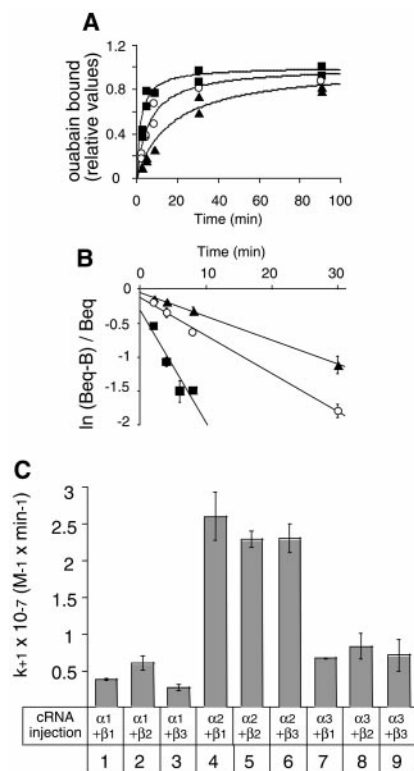 A
ouabain bound
(relative values)
1.2
0.8
0.4
0
0 20 40 60 80 100
Time (min)
B
Time (min)
0 10 20 30
ln (Beq-B) / Beq
-0.5
-1
-1.5
-2
C
k+1 x 10-7 (M-1 x min-1)
3
2.5
2
1.5
1
0.5
cRNA injection
α1 +β1
α1 +β2
α1 +β3
α2 +β1
α2 +β2
α2 +β3
α3 +β1
α3 +β2
α3 +β3
1 2 3 4 5 6 7 8 9